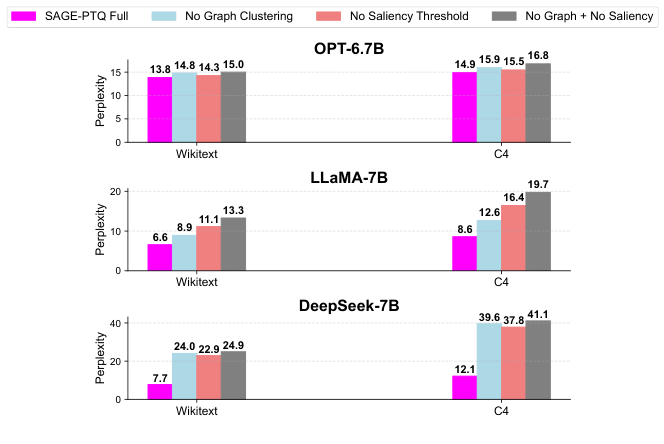 SAGE-PTQ Full No Graph Clustering No Saliency Threshold No Graph + No Saliency
OPT-6.7B
Perplexity
15
10
5
0
13.8 14.8 14.3 15.0
14.9 15.9 15.5 16.8
Wikitext C4
LLaMA-7B
Perplexity
20
10
0
6.6 8.9 11.1 13.3
8.6 12.6 16.4 19.7
Wikitext C4
DeepSeek-7B
Perplexity
40
20
0
7.7 24.0 22.9 24.9
12.1 39.6 37.8 41.1
Wikitext C4